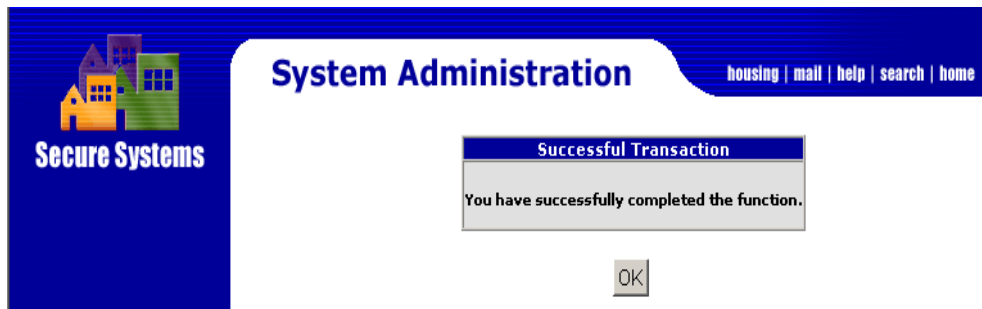 System Administration
housing | mail | help | search | home
Secure Systems
Successful Transaction
You have successfully completed the function.
OK